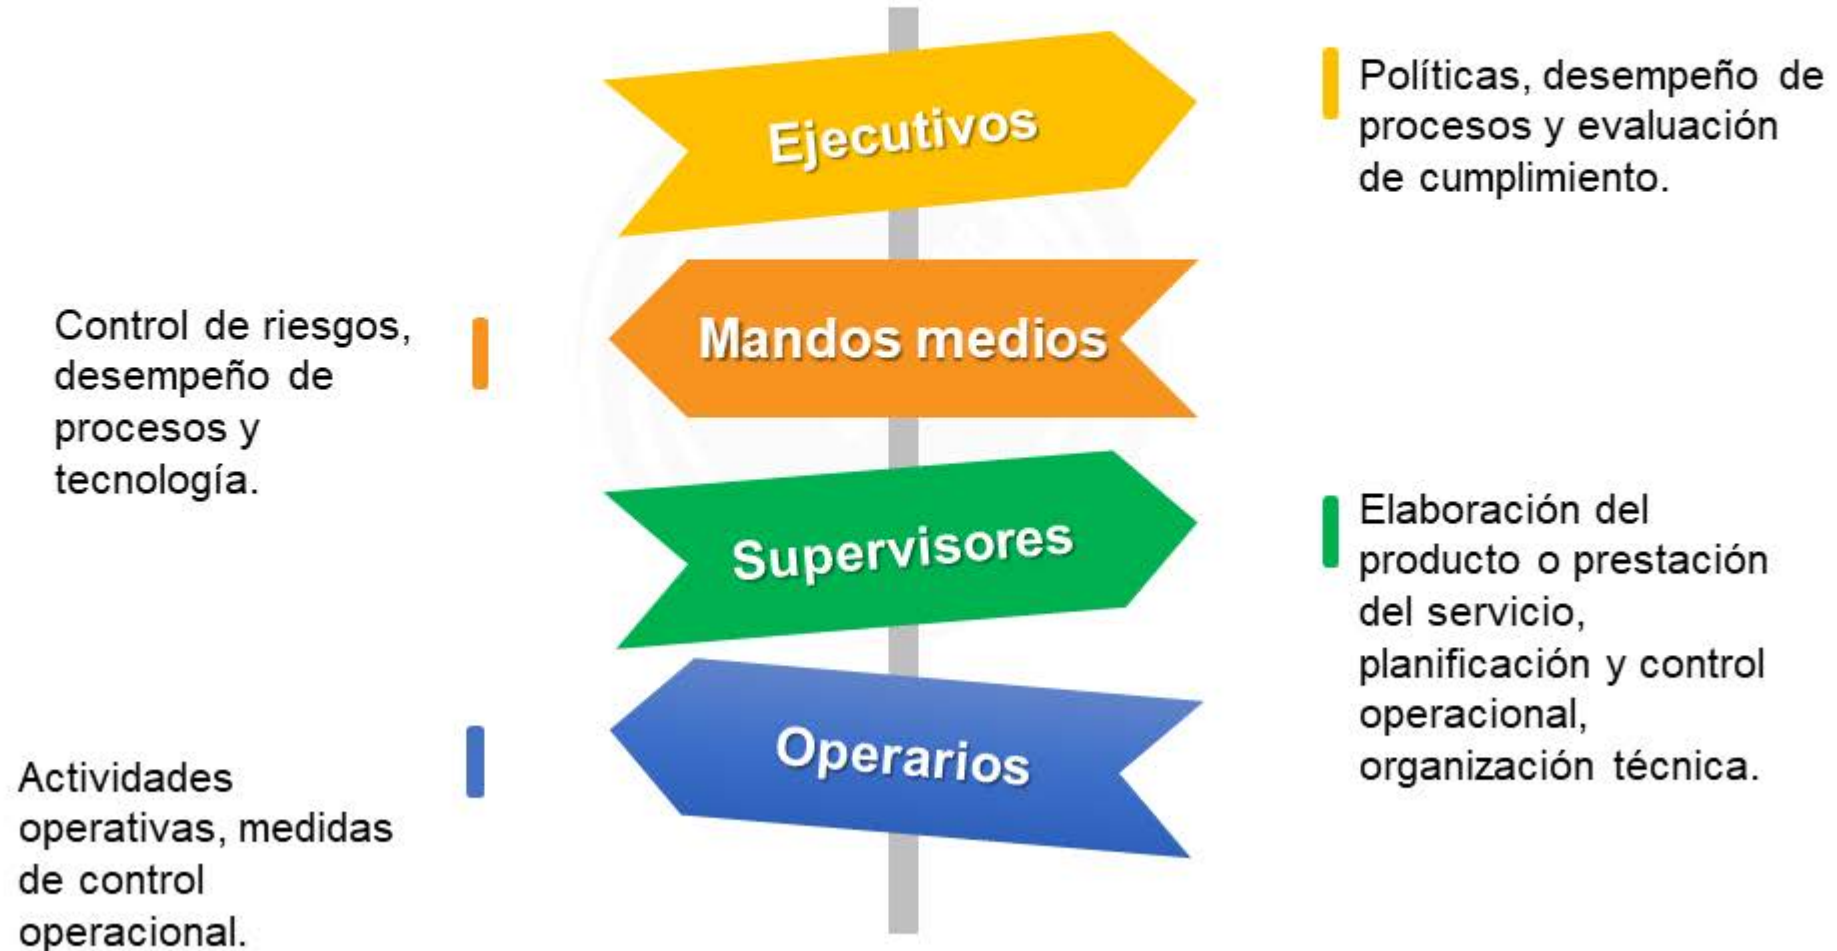 Ejecutivos
Políticas, desempeño de
procesos y evaluación
de cumplimiento.
Mandos medios
Control de riesgos,
desempeño de
procesos y
tecnología.
Supervisores
Elaboración del
producto o prestación
del servicio,
planificación y control
operacional,
organización técnica.
Operarios
Actividades
operativas, medidas
de control
operacional.